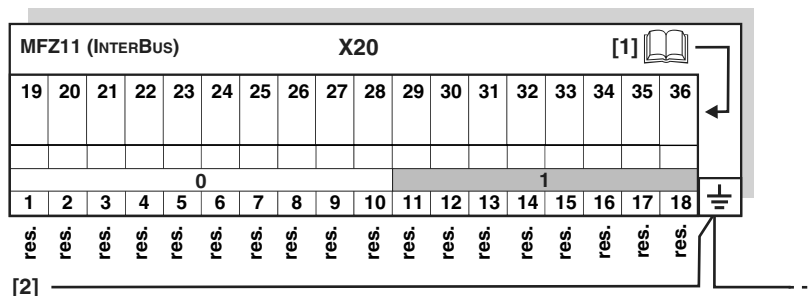 MFZ11 (INTERBUS) X20 [1]
19 20 21 22 23 24 25 26 27 28 29 30 31 32 33 34 35 36
0 1
1 2 3 4 5 6 7 8 9 10 11 12 13 14 15 16 17 18
res. res. res. res. res. res. res. res. res. res. res. res. res. res. res. res. res. res.
[2]